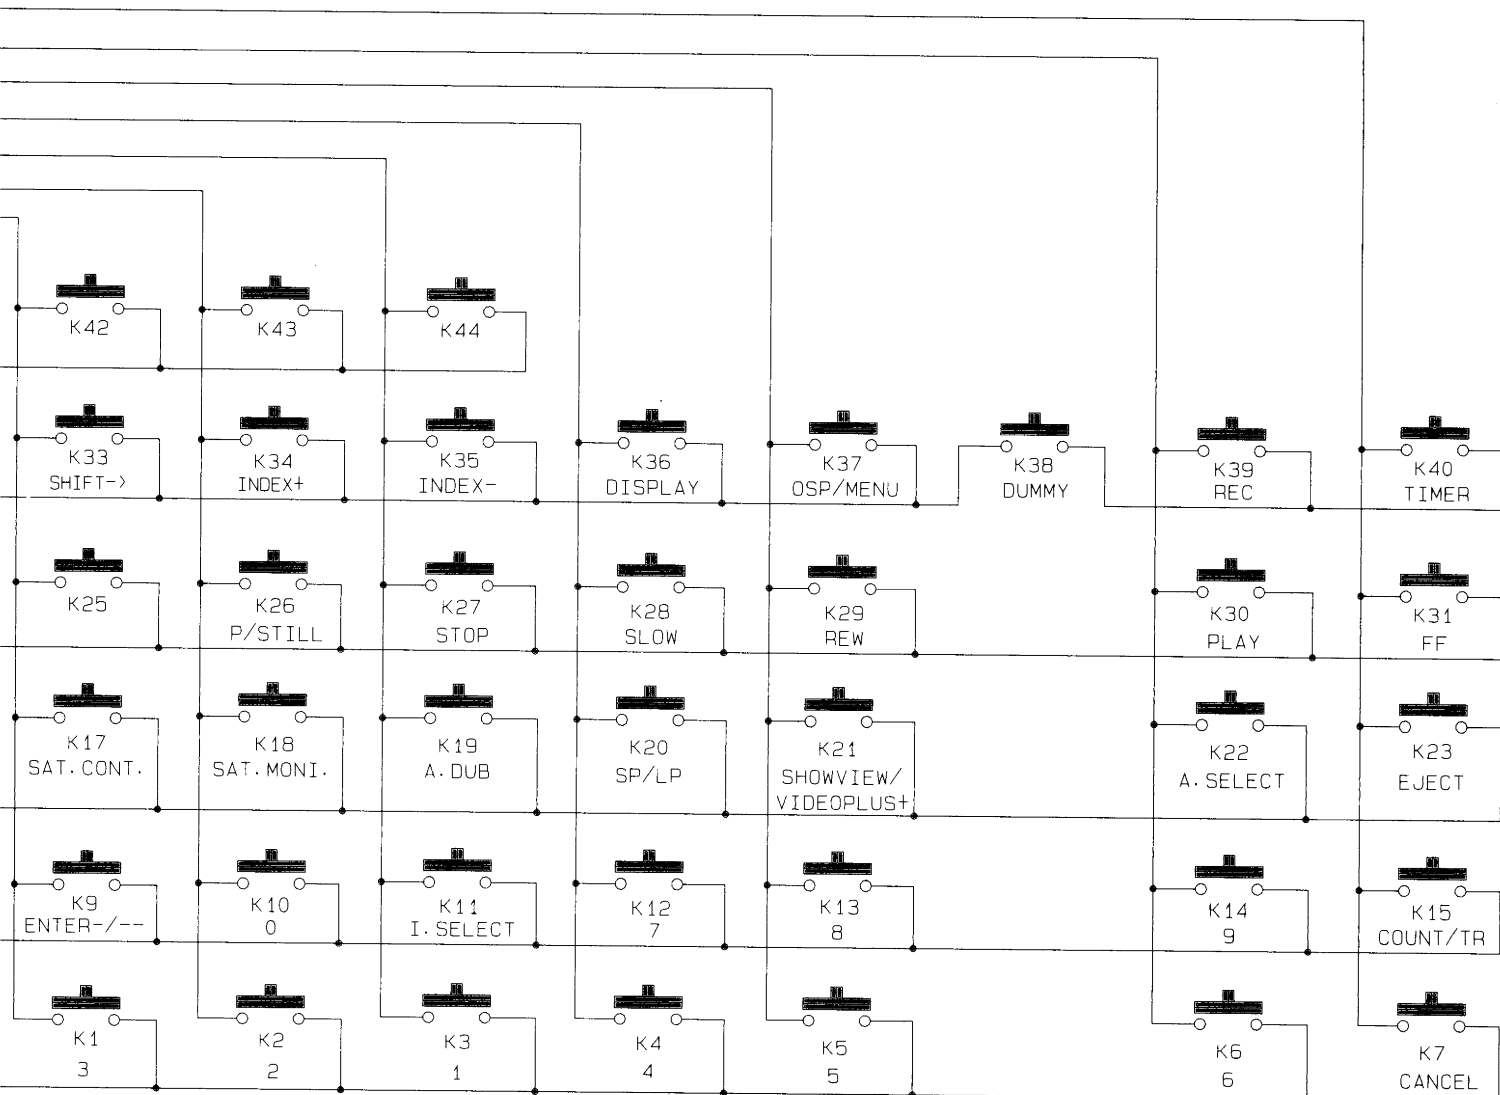 K42 K43 K44
K33 K34 K35 K36 K37 K38 K39 K40
SHIFT-> INDEX+ INDEX- DISPLAY OSP/MENU DUMMY REC TIMER
K25 K26 K27 K28 K29 K30 K31
P/STILL STOP SLOW REW PLAY FF
K17 K18 K19 K20 K21 K22 K23
SAT.CONT. SAT.MONI. A.DUB SP/LP SHOWVIEW/ A.SELECT EJECT
VIDEOPLUS+
K9 K10 K11 K12 K13 K14 K15
ENTER-/-- 0 I.SELECT 7 8 9 COUNT/TR
K1 K2 K3 K4 K5 K6 K7
3 2 1 4 5 6 CANCEL